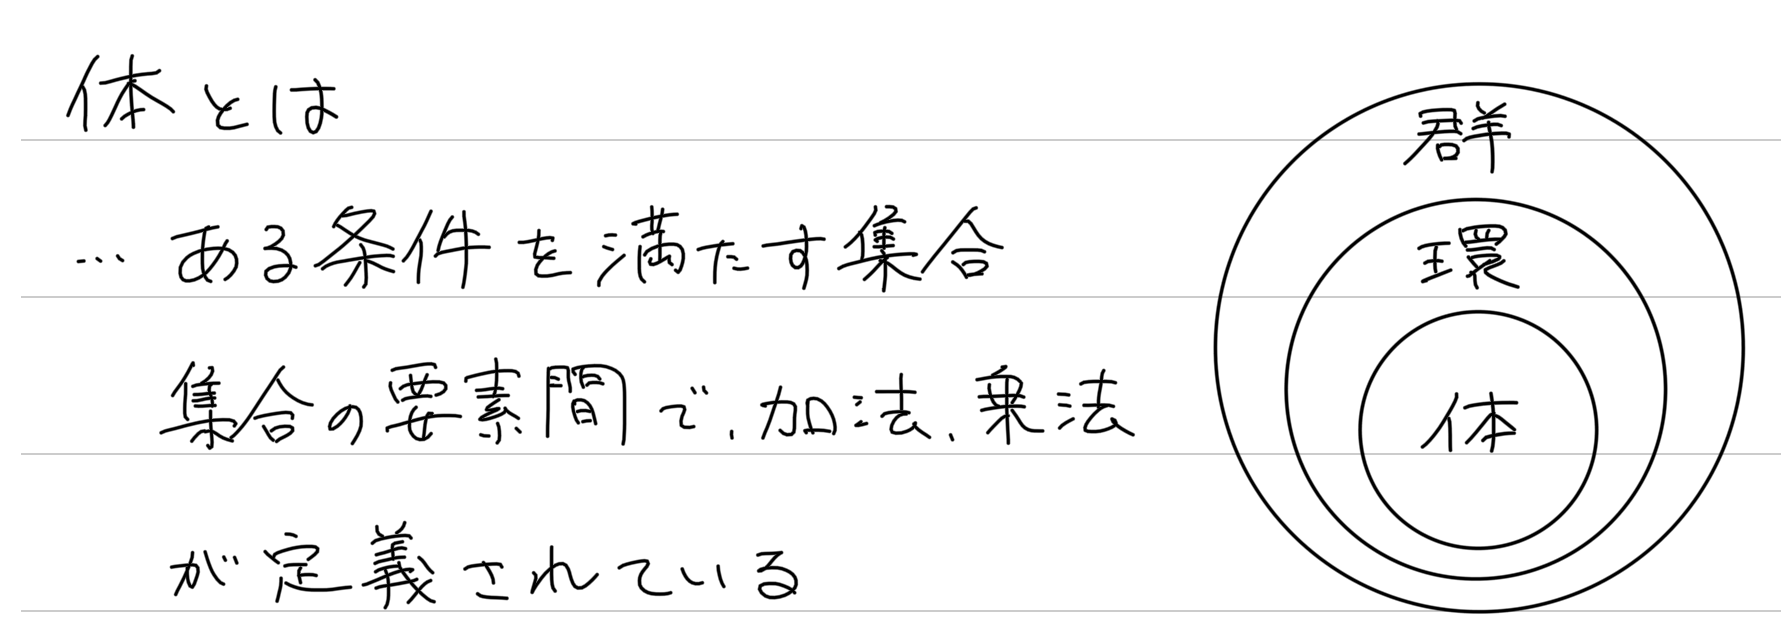 体とは
… ある条件を満たす集合
集合の要素間で、加法、乗法
が定義されている
群
環
体